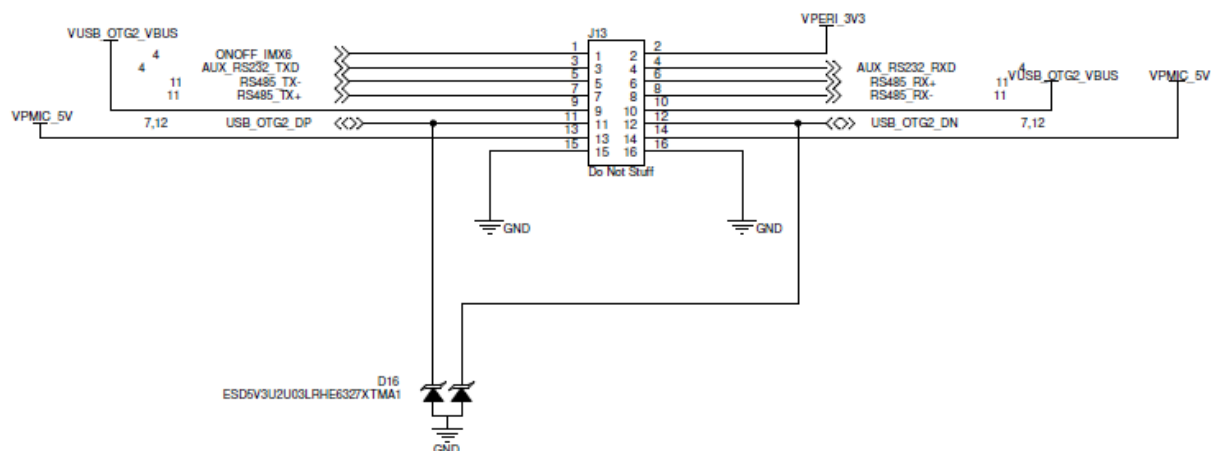 VPERI_3V3
J13
VUSB_OTG2_VBUS
4 ONOFF_IMX6 1 1 2 2
4 AUX_RS232_TXD 3 3 4 4 AUX_RS232_RXD 4
11 RS485_TX- 5 5 6 6 RS485_RX+ 11 VUSB_OTG2_VBUS VPMIC_5V
11 RS485_TX+ 7 7 8 8 RS485_RX- 11
9 9 10 10
VPMIC_5V 7,12 USB_OTG2_DP 11 11 12 12 USB_OTG2_DN 7,12
13 13 14 14
15 15 16 16
Do Not Stuff
GND GND
D16
ESD5V3U2U03LRHE6327XTMA1
GND